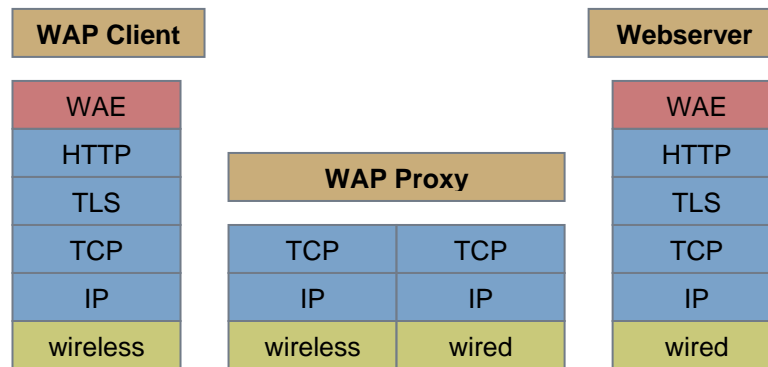 WAP Client
Webserver
WAE
WAE
HTTP
HTTP
WAP Proxy
TLS
TLS
TCP
TCP
TCP
TCP
IP
IP
IP
IP
wireless
wireless
wired
wired